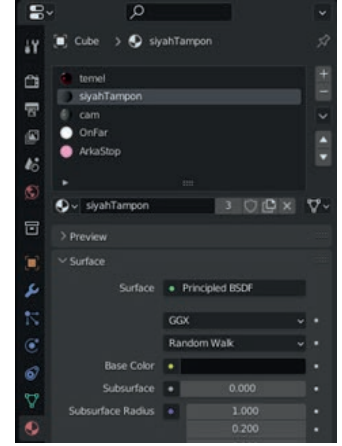 Cube > siyahTampon
temel
siyahTampon
cam
OnFar
ArkaStop
siyahTampon 3
Preview
Surface
Surface Principled BSDF
GGX
Random Walk
Base Color
Subsurface 0.000
Subsurface Radius 1.000
0.200